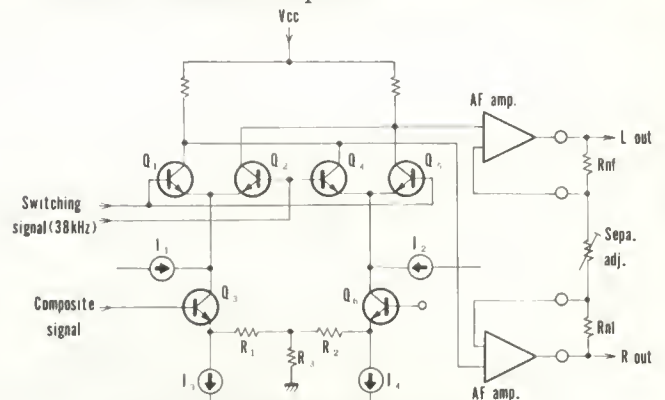 Vcc
AF amp.
L out
Rnf
Q₁
Q₂
Q₄
Q₅
Switching
signal(38kHz)
Sepa.
adj.
I₁
I₂
Composite
signal
Q₃
Q₆
R₁
R₂
R₃
Rnl
R out
I₃
I₄
AF amp.